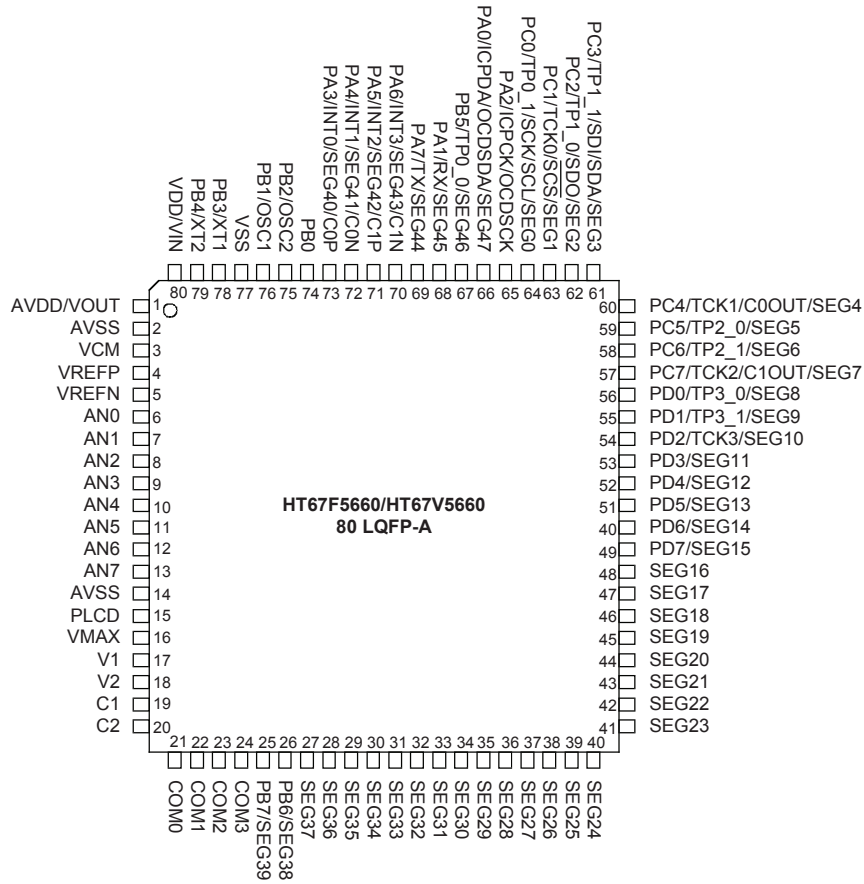 PC3/TP1_1/SDI/SDA/SEG3
PC2/TP1_0/SDO/SEG2
PC1/TCK0/SCS/SEG1
PC0/TP0_1/SCK/SCL/SEG0
PA2/ICPCK/OCDSCK
PA0/ICPDA/OCDSDA/SEG47
PB5/TP0_0/SEG46
PA1/RX/SEG45
PA7/TX/SEG44
PA6/INT3/SEG43/C1N
PA5/INT2/SEG42/C1P
PA4/INT1/SEG41/C0N
PA3/INT0/SEG40/C0P
PB0
PB2/OSC2
PB1/OSC1
VSS
PB3/XT1
PB4/XT2
VDD/VIN
80 79 78 77 76 75 74 73 72 71 70 69 68 67 66 65 64 63 62 61
AVDD/VOUT 1 60 PC4/TCK1/C0OUT/SEG4
AVSS 2 59 PC5/TP2_0/SEG5
VCM 3 58 PC6/TP2_1/SEG6
VREFP 4 57 PC7/TCK2/C1OUT/SEG7
VREFN 5 56 PD0/TP3_0/SEG8
AN0 6 55 PD1/TP3_1/SEG9
AN1 7 54 PD2/TCK3/SEG10
AN2 8 53 PD3/SEG11
AN3 9 52 PD4/SEG12
AN4 10 51 PD5/SEG13
HT67F5660/HT67V5660
80 LQFP-A
AN5 11 40 PD6/SEG14
AN6 12 49 PD7/SEG15
AN7 13 48 SEG16
AVSS 14 47 SEG17
PLCD 15 46 SEG18
VMAX 16 45 SEG19
V1 17 44 SEG20
V2 18 43 SEG21
C1 19 42 SEG22
C2 20 41 SEG23
21 22 23 24 25 26 27 28 29 30 31 32 33 34 35 36 37 38 39 40
COM0
COM1
COM2
COM3
PB7/SEG39
PB6/SEG38
SEG37
SEG36
SEG35
SEG34
SEG33
SEG32
SEG31
SEG30
SEG29
SEG28
SEG27
SEG26
SEG25
SEG24